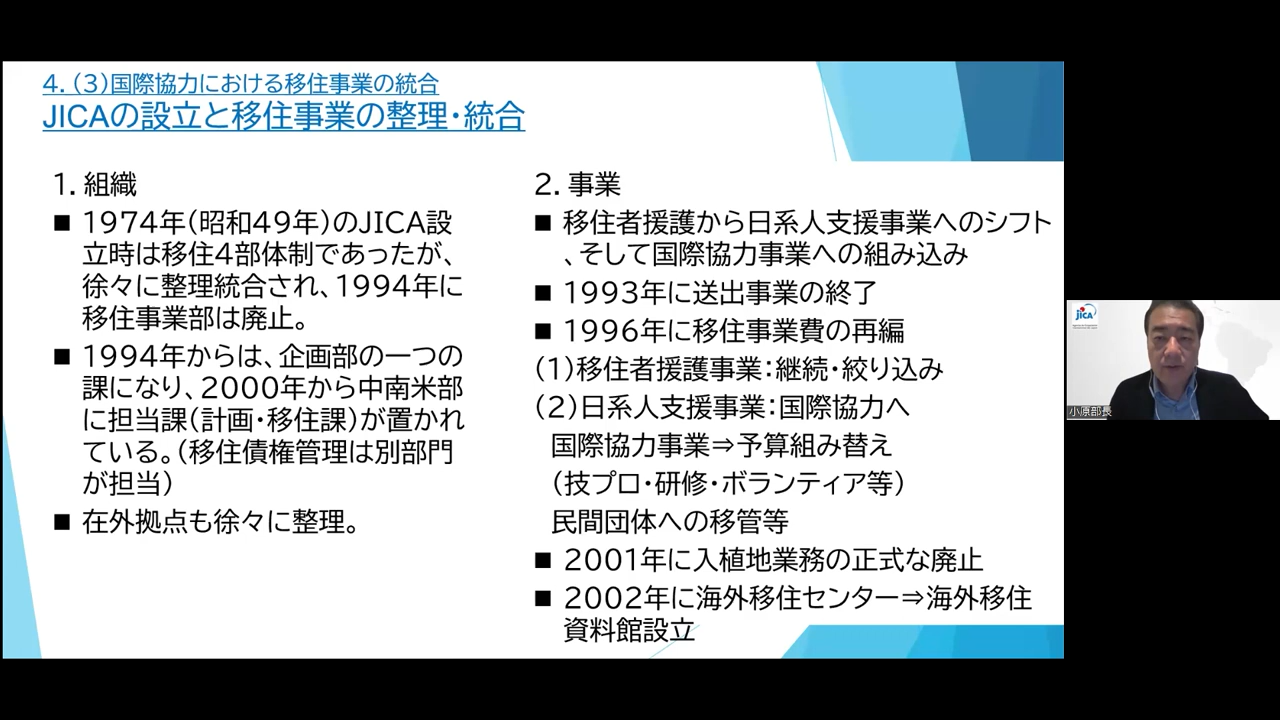 4．（3）国際協力における移住事業の統合
JICAの設立と移住事業の整理・統合
1．組織
■ 1974年（昭和49年）のJICA設
立時は移住4部体制であったが、
徐々に整理統合され、1994年に
移住事業部は廃止。
■ 1994年からは、企画部の一つの
課になり、2000年から中南米部
に担当課（計画・移住課）が置かれ
ている。（移住債権管理は別部門
が担当）
■ 在外拠点も徐々に整理。
2．事業
■ 移住者援護から日系人支援事業へのシフト
、そして国際協力事業への組み込み
■ 1993年に送出事業の終了
■ 1996年に移住事業費の再編
（1）移住者援護事業：継続・絞り込み
（2）日系人支援事業：国際協力へ
国際協力事業⇒予算組み替え
（技プロ・研修・ボランティア等）
民間団体への移管等
■ 2001年に入植地業務の正式な廃止
■ 2002年に海外移住センター⇒海外移住
資料館設立
JICA
小原部長